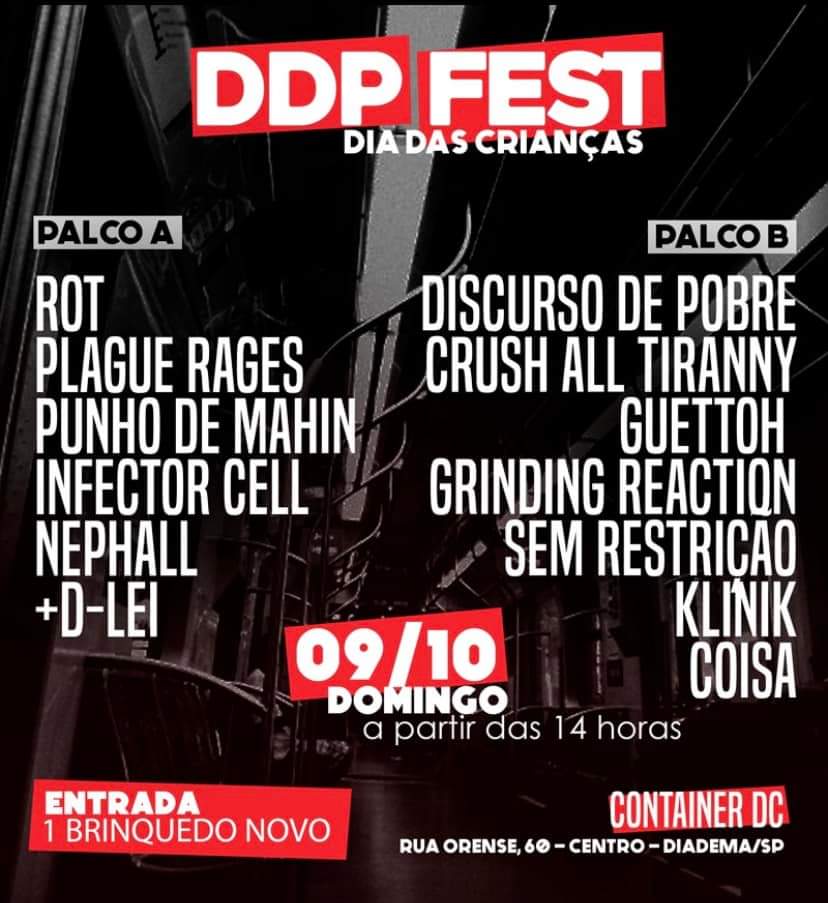 DDP FEST
DIA DAS CRIANÇAS
PALCO A
ROT
PLAGUE RAGES
PUNHO DE MAHIN
INFECTOR CELL
NEPHALL
+D-LEI
PALCO B
DISCURSO DE POBRE
CRUSH ALL TIRANNY
GUETTOH
GRINDING REACTION
SEM RESTRIÇÃO
KLINIK
COISA
09/10
DOMINGO
a partir das 14 horas
ENTRADA
1 BRINQUEDO NOVO
CONTAINER DC
RUA ORENSE, 60 – CENTRO – DIADEMA/SP